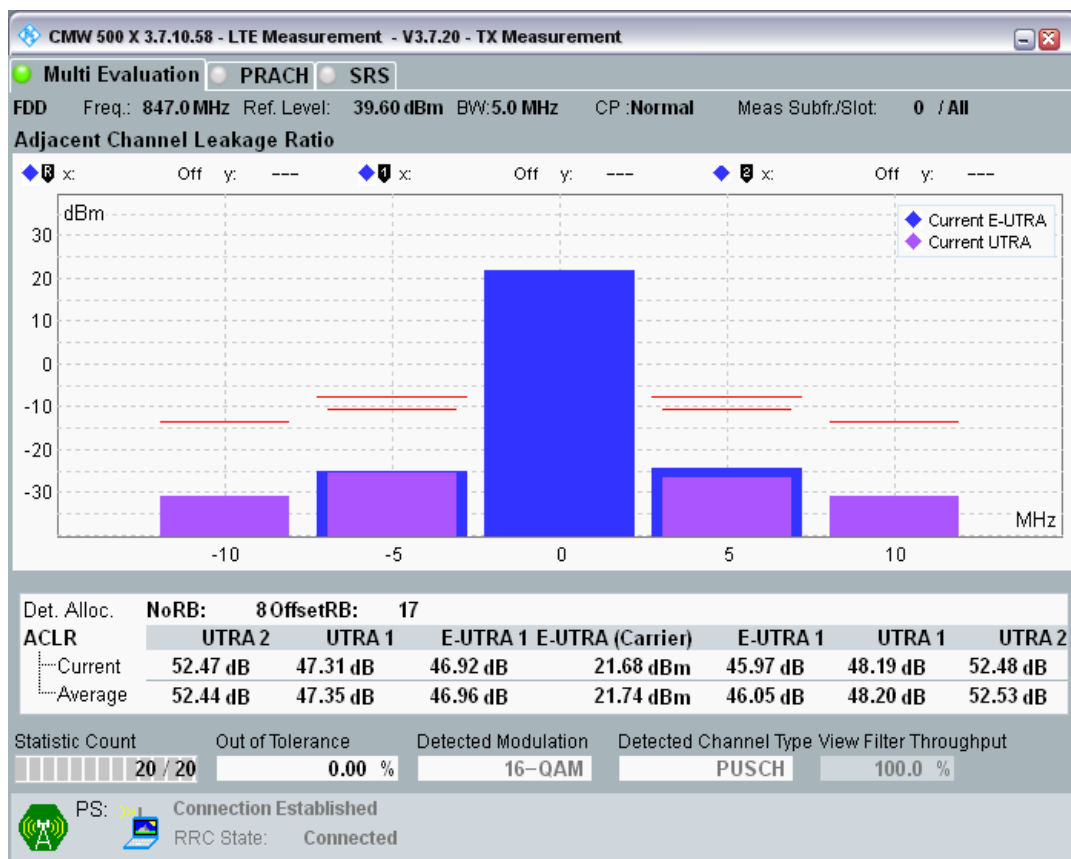 CMW 500 X 3.7.10.58 - LTE Measurement - V3.7.20 - TX Measurement
Multi Evaluation PRACH SRS
FDD Freq.: 847.0 MHz Ref. Level: 39.60 dBm BW:5.0 MHz CP :Normal Meas Subfr./Slot: 0 / All
Adjacent Channel Leakage Ratio
R x: Off y: --- 1 x: Off y: --- 2 x: Off y: ---
dBm
Current E-UTRA
Current UTRA
30
20
10
0
-10
-20
-30
MHz
-10 -5 0 5 10
Det. Alloc. NoRB: 8 OffsetRB: 17
ACLR UTRA 2 UTRA 1 E-UTRA 1 E-UTRA (Carrier) E-UTRA 1 UTRA 1 UTRA 2
Current 52.47 dB 47.31 dB 46.92 dB 21.68 dBm 45.97 dB 48.19 dB 52.48 dB
Average 52.44 dB 47.35 dB 46.96 dB 21.74 dBm 46.05 dB 48.20 dB 52.53 dB
Statistic Count Out of Tolerance Detected Modulation Detected Channel Type View Filter Throughput
20 / 20 0.00 % 16-QAM PUSCH 100.0 %
PS: Connection Established
RRC State: Connected